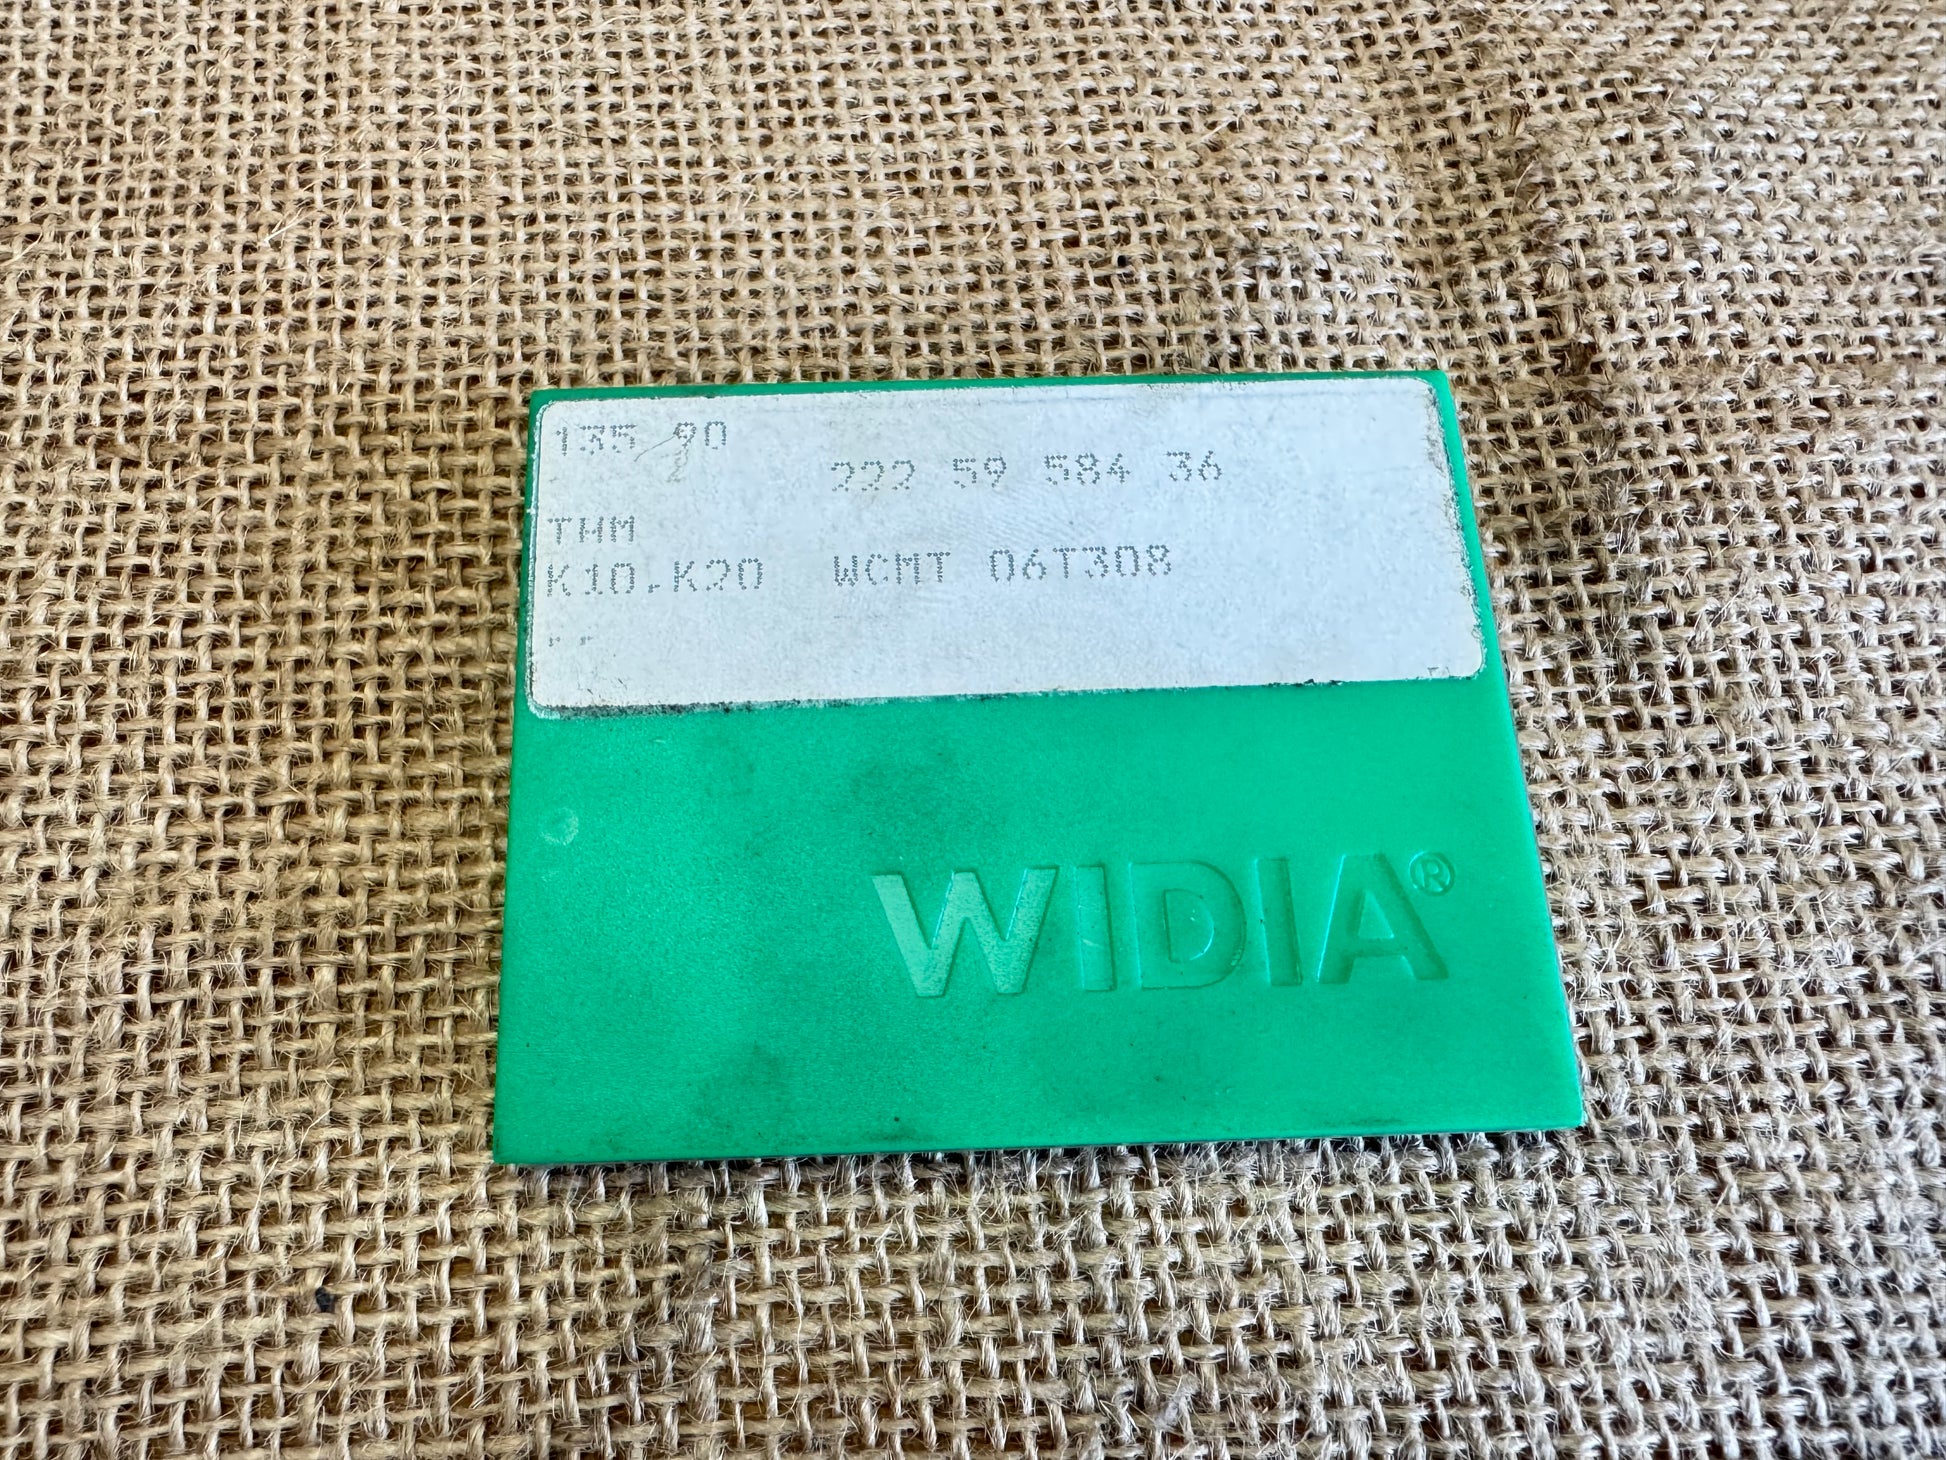 135 90
222 59 584 36
THM
K10,K20 WCMT 06T308
WIDIA®